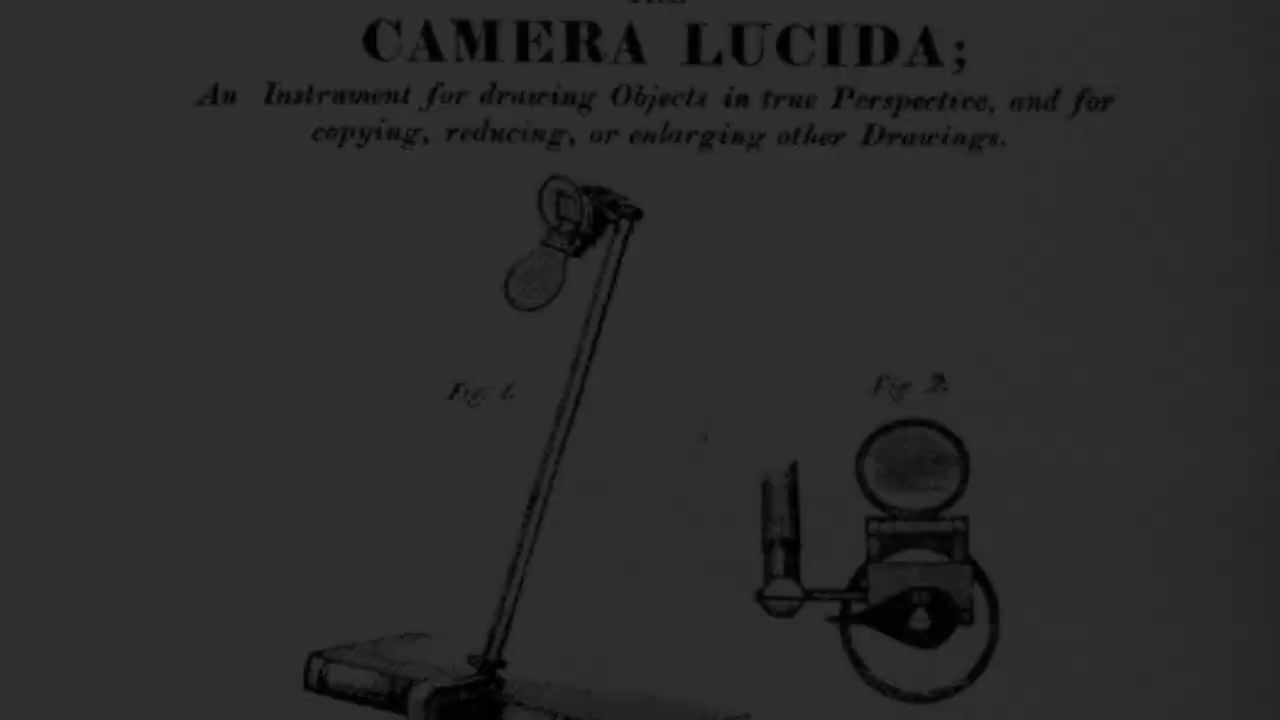 CAMERA LUCIDA;
An Instrument for drawing Objects in true Perspective, and for
copying, reducing, or enlarging other Drawings.
Fig. 1.
Fig. 2.